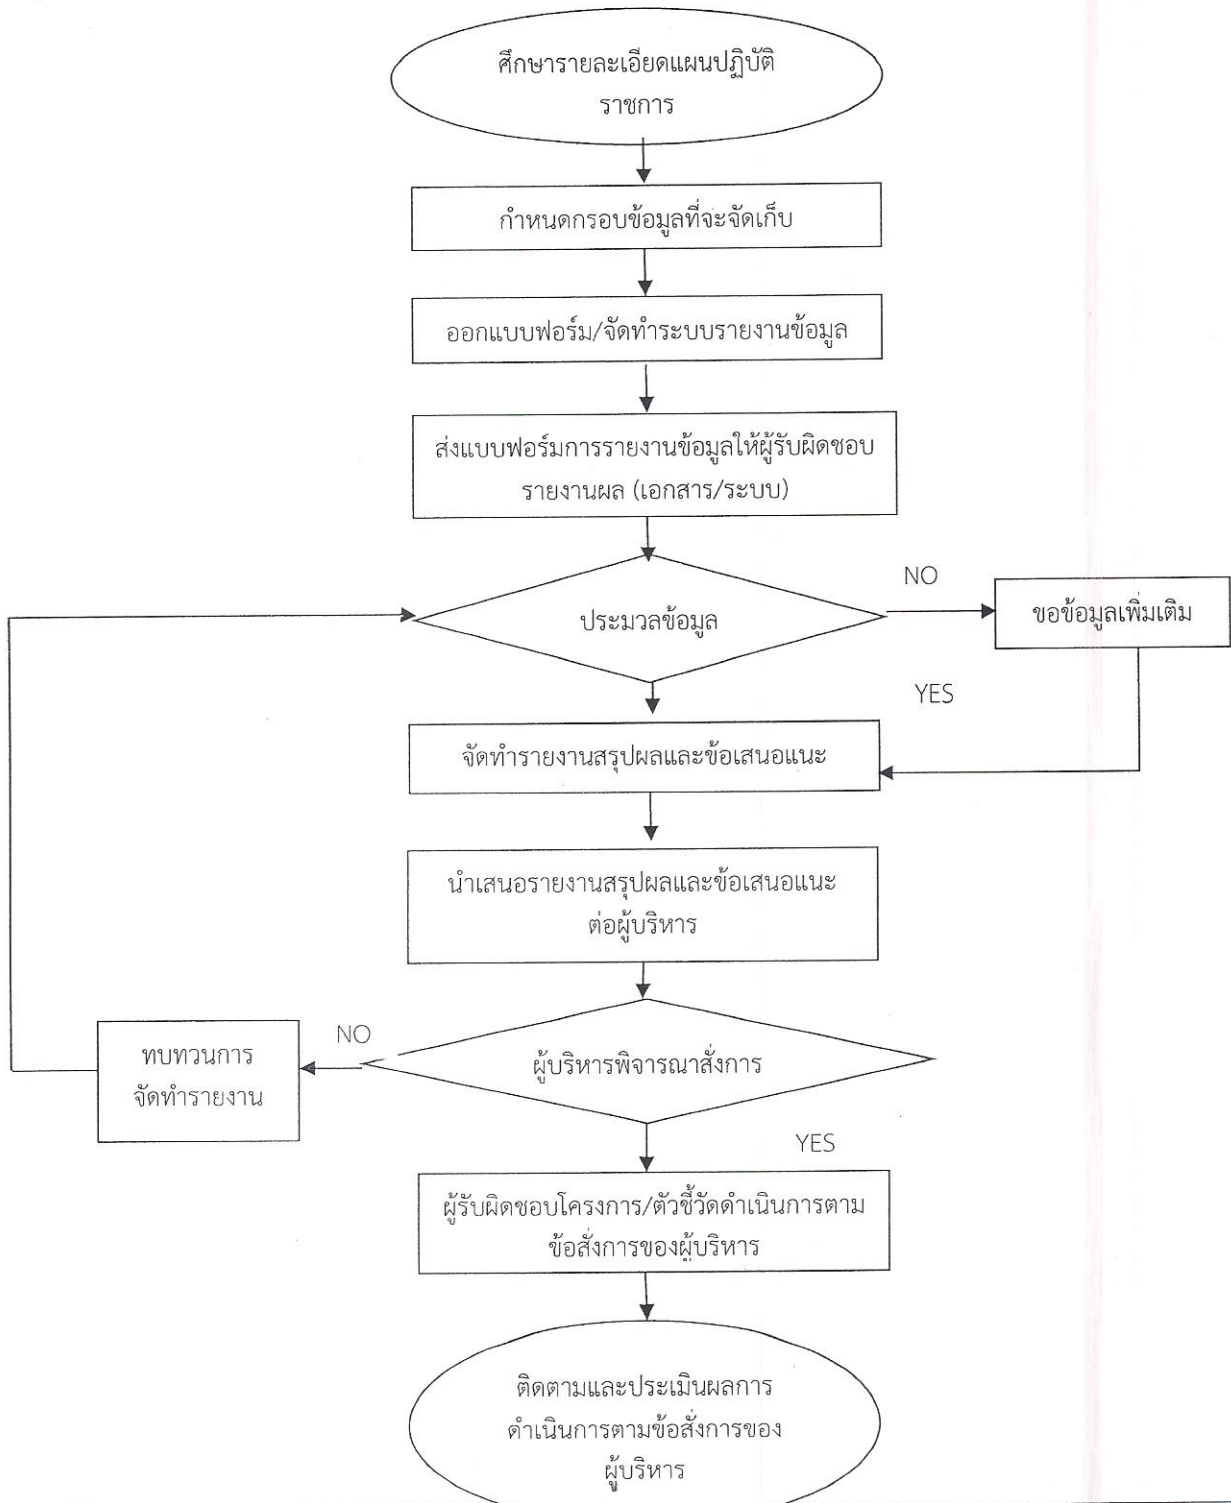 ศึกษารายละเอียดแผนปฏิบัติ
ราชการ
กำหนดกรอบข้อมูลที่จะจัดเก็บ
ออกแบบฟอร์ม/จัดทำระบบรายงานข้อมูล
ส่งแบบฟอร์มการรายงานข้อมูลให้ผู้รับผิดชอบ
รายงานผล (เอกสาร/ระบบ)
ประมวลข้อมูล
NO
ขอข้อมูลเพิ่มเติม
YES
จัดทำรายงานสรุปผลและข้อเสนอแนะ
นำเสนอรายงานสรุปผลและข้อเสนอแนะ
ต่อผู้บริหาร
ผู้บริหารพิจารณาสั่งการ
NO
ทบทวนการ
จัดทำรายงาน
YES
ผู้รับผิดชอบโครงการ/ตัวชี้วัดดำเนินการตาม
ข้อสั่งการของผู้บริหาร
ติดตามและประเมินผลการ
ดำเนินการตามข้อสั่งการของ
ผู้บริหาร